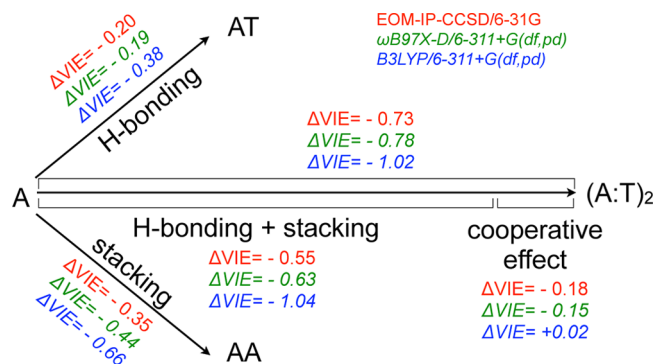 AT
EOM-IP-CCSD/6-31G
ωB97X-D/6-311+G(df,pd)
B3LYP/6-311+G(df,pd)
ΔVIE= - 0.20
ΔVIE= - 0.19
ΔVIE= - 0.38
H-bonding
ΔVIE= - 0.73
ΔVIE= - 0.78
ΔVIE= - 1.02
A
(A:T)₂
H-bonding + stacking
ΔVIE= - 0.55
ΔVIE= - 0.63
ΔVIE= - 1.04
cooperative
effect
ΔVIE= - 0.18
ΔVIE= - 0.15
ΔVIE= +0.02
stacking
ΔVIE= - 0.35
ΔVIE= - 0.44
ΔVIE= - 0.66
AA